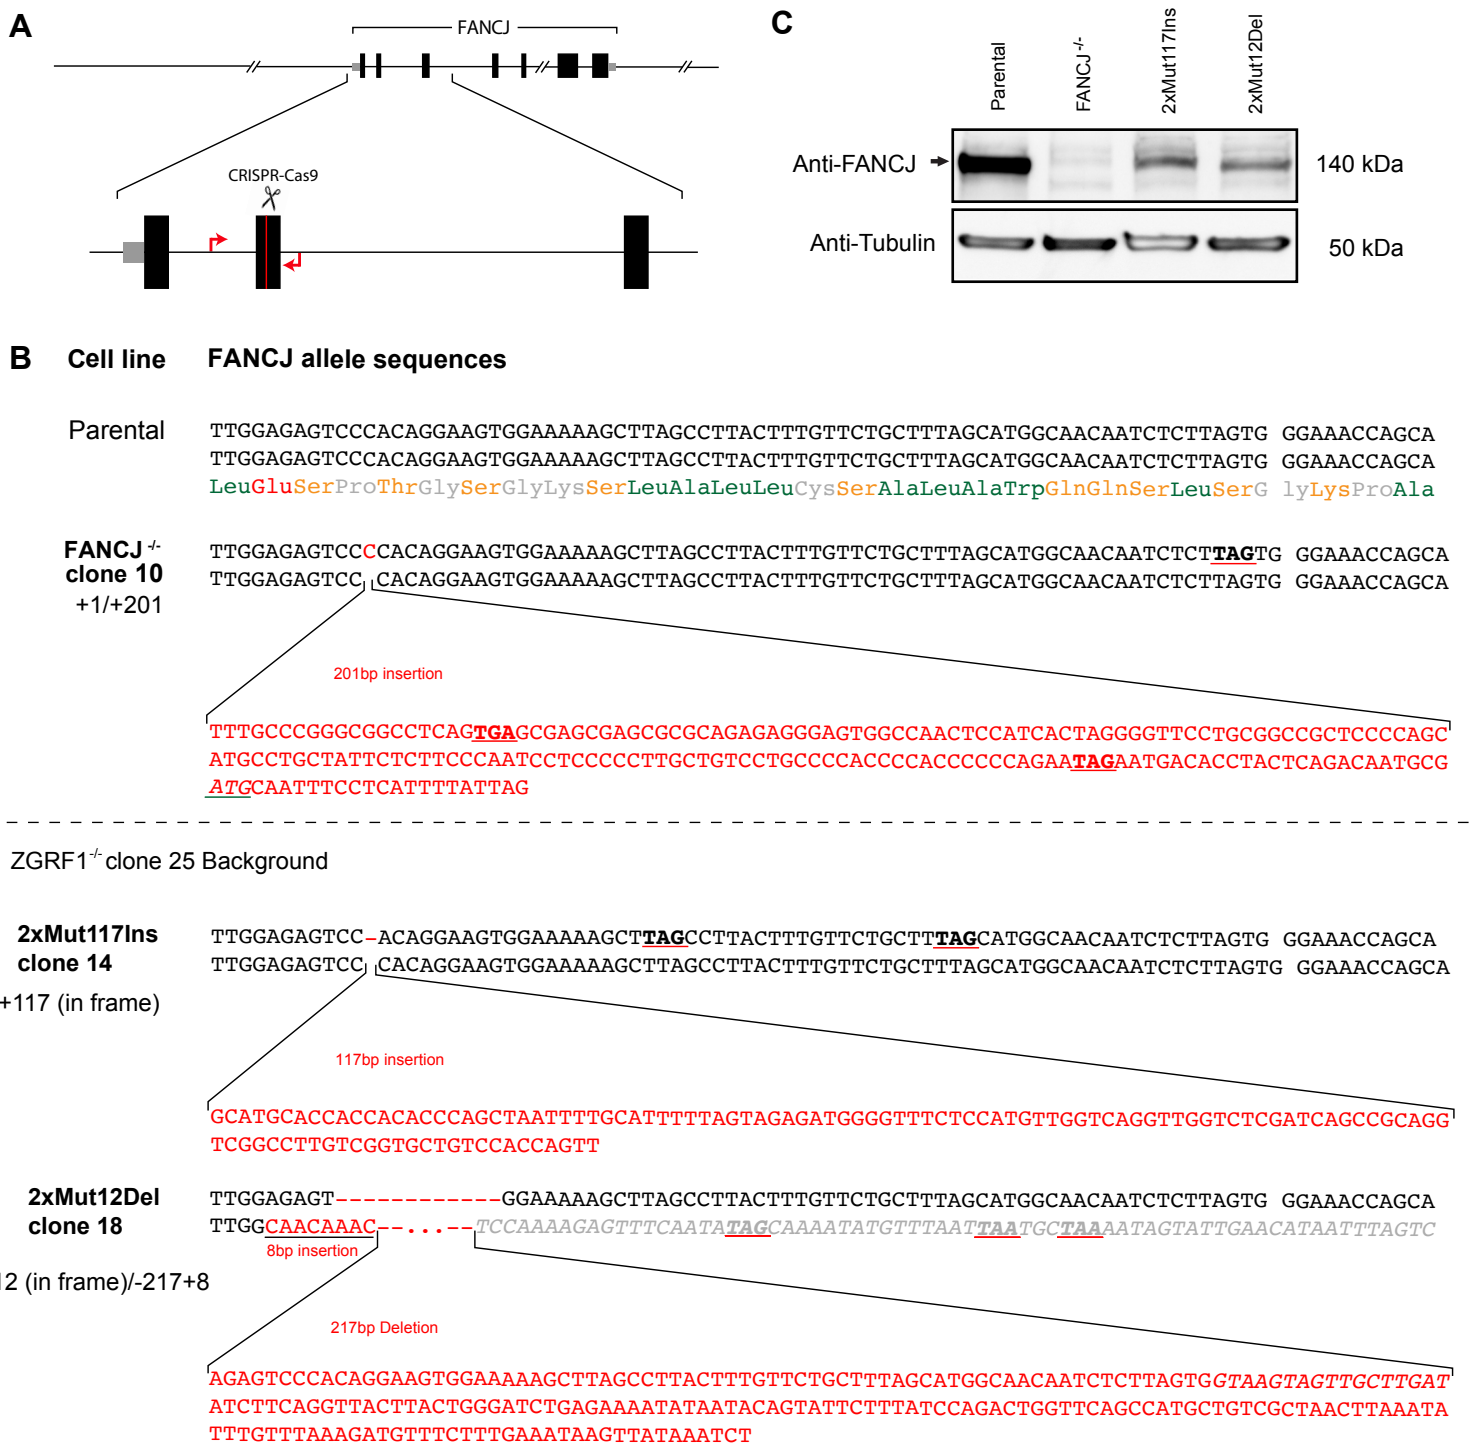 A
FANCJ
CRISPR-Cas9
C
Parental
FANCJ-/-
2xMut117Ins
2xMut12Del
Anti-FANCJ
140 kDa
Anti-Tubulin
50 kDa
B Cell line FANCJ allele sequences
Parental TTGGAGAGTCCCACAGGAAGTGGAAAAAGCTTAGCCTTACTTTGTTCTGCTTTAGCATGGCAACAATCTCTTAGTG GGAAACCAGCA
TTGGAGAGTCCCACAGGAAGTGGAAAAAGCTTAGCCTTACTTTGTTCTGCTTTAGCATGGCAACAATCTCTTAGTG GGAAACCAGCA
LeuGluSerProThrGlySerGlyLysSerLeuAlaLeuLeuCysSerAlaLeuAlaTrpGlnGlnSerLeuSerG lyLysProAla
FANCJ -/- TTGGAGAGTCCCCACAGGAAGTGGAAAAAGCTTAGCCTTACTTTGTTCTGCTTTAGCATGGCAACAATCTCTTAGTG GGAAACCAGCA
clone 10 TTGGAGAGTCC CACAGGAAGTGGAAAAAGCTTAGCCTTACTTTGTTCTGCTTTAGCATGGCAACAATCTCTTAGTG GGAAACCAGCA
+1/+201
201bp insertion
TTTGCCCGGGCGGCCTCAGTGAGCGAGCGAGCGCGCAGAGAGGGAGTGGCCAACTCCATCACTAGGGGTTCCTGCGGCCGCTCCCCAGC
ATGCCTGCTATTCTCTTCCCAATCCTCCCCCTTGCTGTCCTGCCCCACCCCACCCCCCAGAATAGAATGACACCTACTCAGACAATGCG
ATGCAATTTCCTCATTTTATTAG
ZGRF1-/- clone 25 Background
2xMut117Ins TTGGAGAGTCC-ACAGGAAGTGGAAAAAGCTTAGCCTTACTTTGTTCTGCTTTAGCATGGCAACAATCTCTTAGTG GGAAACCAGCA
clone 14 TTGGAGAGTCC CACAGGAAGTGGAAAAAGCTTAGCCTTACTTTGTTCTGCTTTAGCATGGCAACAATCTCTTAGTG GGAAACCAGCA
+117 (in frame)
117bp insertion
GCATGCACCACCACACCCAGCTAATTTTGCATTTTTAGTAGAGATGGGGTTTCTCCATGTTGGTCAGGTTGGTCTCGATCAGCCGCAGG
TCGGCCTTGTCGGTGCTGTCCACCAGTT
2xMut12Del TTGGAGAGT------------GGAAAAAGCTTAGCCTTACTTTGTTCTGCTTTAGCATGGCAACAATCTCTTAGTG GGAAACCAGCA
clone 18 TTGGCAACAAAC--...--TCCAAAAGAGTTTCAATATAGCAAAATATGTTTAATTAATGCTAAAATAGTATTGAACATAATTTAGTC
8bp insertion
12 (in frame)/-217+8
217bp Deletion
AGAGTCCCACAGGAAGTGGAAAAAGCTTAGCCTTACTTTGTTCTGCTTTAGCATGGCAACAATCTCTTAGTGGTAAGTAGTTGCTTGAT
ATCTTCAGGTTACTTACTGGGATCTGAGAAAATATAATACAGTATTCTTTATCCAGACTGGTTCAGCCATGCTGTCGCTAACTTAAATA
TTTGTTTAAAGATGTTTCTTTGAAATAAGTTATAAATCT